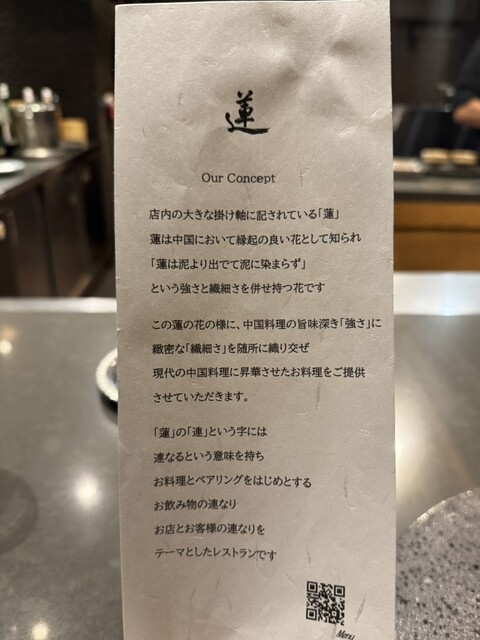 蓮
Our Concept
店内の大きな掛け軸に記されている「蓮」
蓮は中国において縁起の良い花として知られ
「蓮は泥より出でて泥に染まらず」
という強さと繊細さを併せ持つ花です
この蓮の花の様に、中国料理の旨味深き「強さ」に
緻密な「繊細さ」を随所に織り交ぜ
現代の中国料理に昇華させたお料理をご提供
させていただきます。
「蓮」の「連」という字には
連なるという意味を持ち
お料理とペアリングをはじめとする
お飲み物の連なり
お店とお客様の連なりを
テーマとしたレストランです
Menu